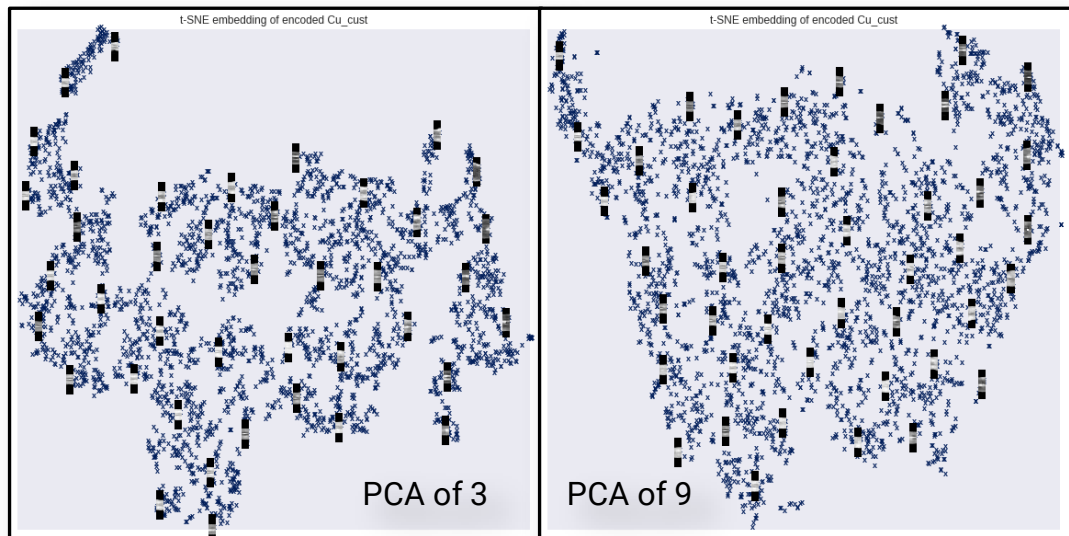 t-SNE embedding of encoded Cu_cust
t-SNE embedding of encoded Cu_cust
PCA of 3
PCA of 9